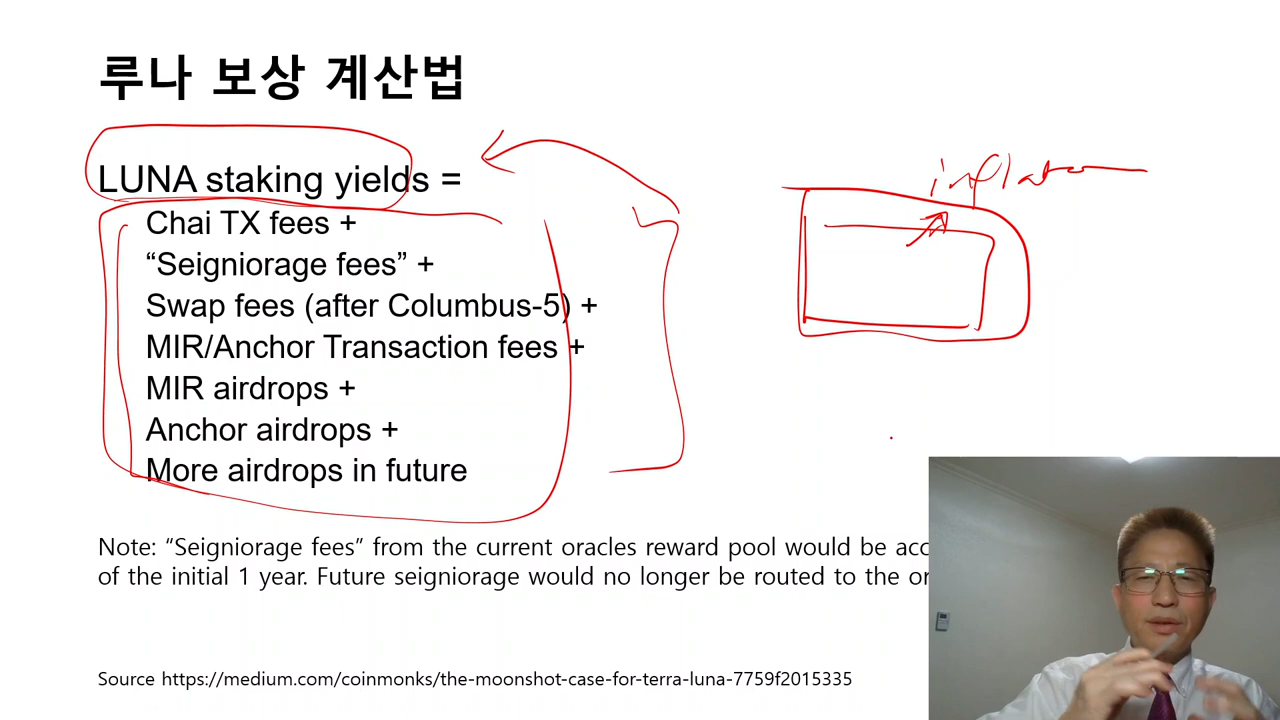 루나 보상 계산법
LUNA staking yields =
Chai TX fees +
“Seigniorage fees” +
Swap fees (after Columbus-5) +
MIR/Anchor Transaction fees +
MIR airdrops +
Anchor airdrops +
More airdrops in future
inflation
Note: “Seigniorage fees” from the current oracles reward pool would be
of the initial 1 year. Future seigniorage would no longer be routed to the
Source https://medium.com/coinmonks/the-moonshot-case-for-terra-luna-7759f2015335